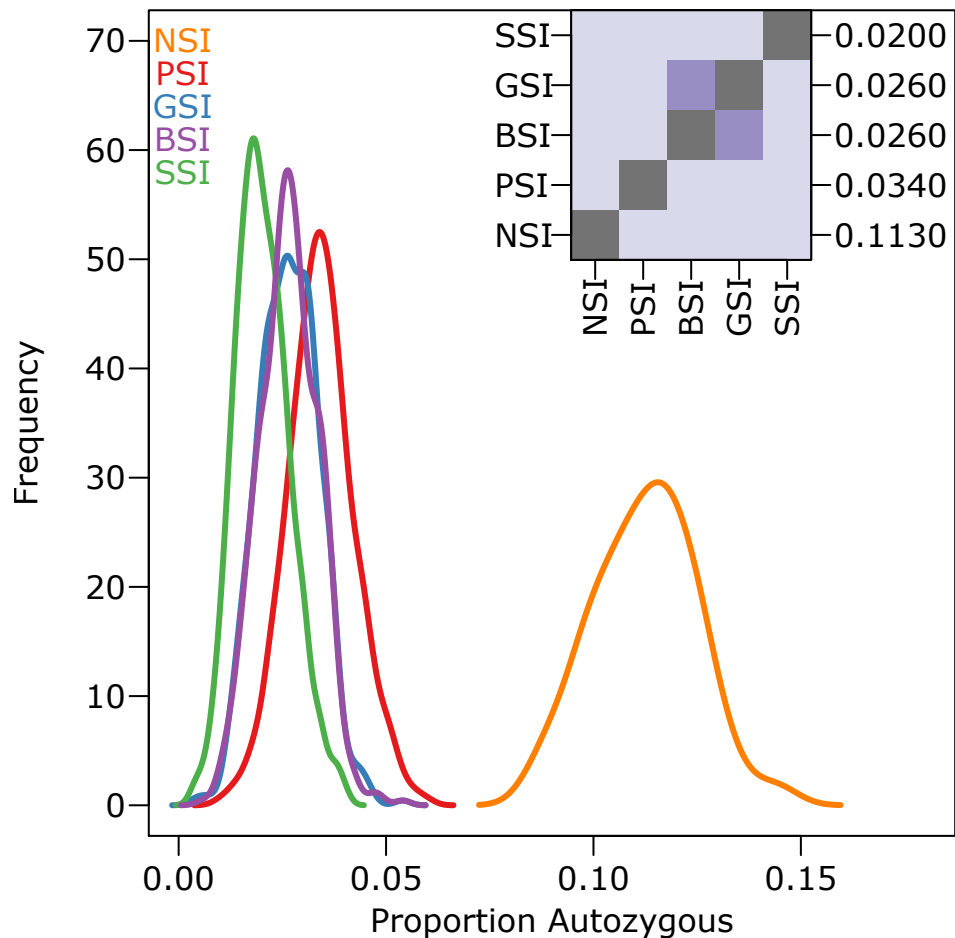 NSI
PSI
GSI
BSI
SSI
SSI 0.0200
GSI 0.0260
BSI 0.0260
PSI 0.0340
NSI 0.1130
NSI PSI BSI GSI SSI
70
60
50
40
30
20
10
0
Frequency
0.00 0.05 0.10 0.15
Proportion Autozygous